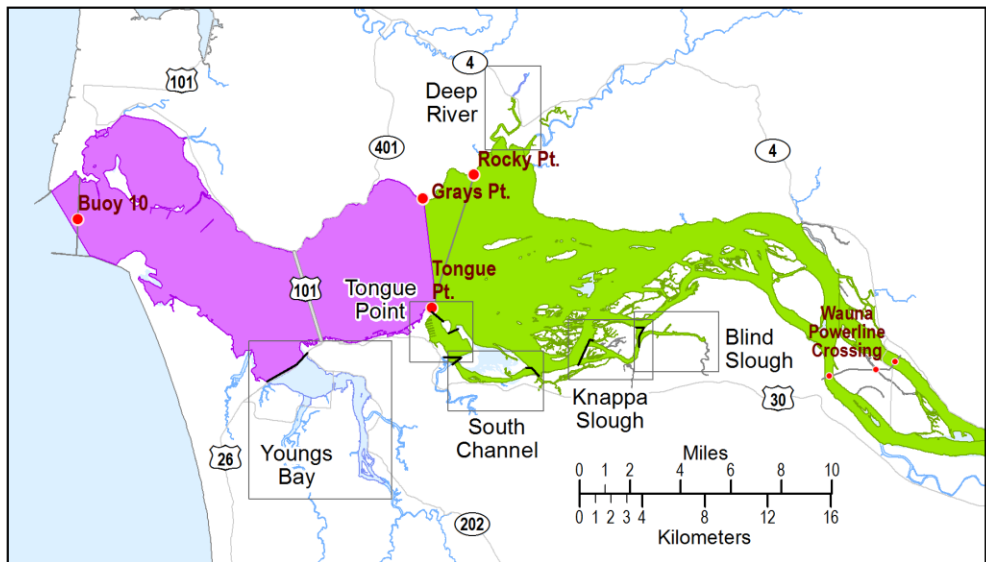 4
Deep
River
101
4
401
Rocky Pt.
Grays Pt.
Buoy 10
Tongue
Pt.
101
Tongue
Point
Wauna
Powerline
Crossing
Blind
Slough
Knappa
Slough
30
South
Channel
26
Youngs
Bay
202
Miles
0 1 2 4 6 8 10
0 1 2 3 4 8 12 16
Kilometers